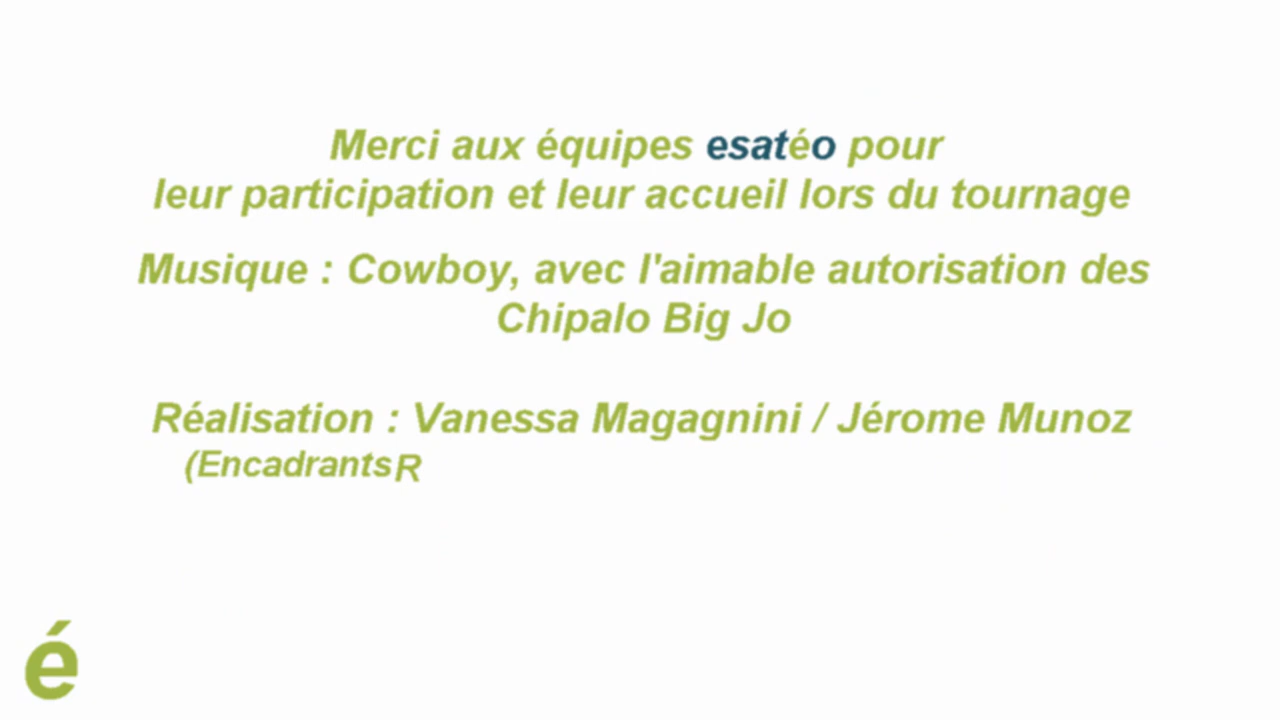 Merci aux équipes esatéo pour
leur participation et leur accueil lors du tournage
Musique : Cowboy, avec l'aimable autorisation des
Chipalo Big Jo
Réalisation : Vanessa Magagnini / Jérome Munoz
(Encadrants R
é